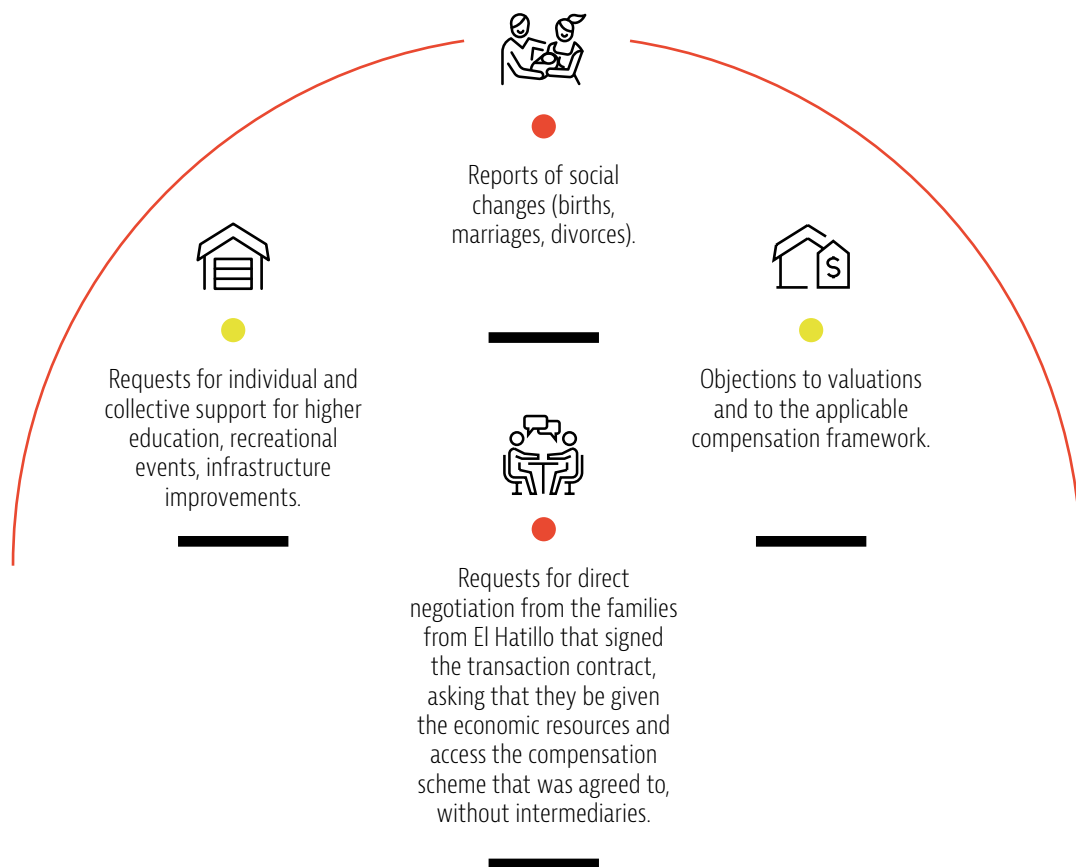 Reports of social
changes (births,
marriages, divorces).
Requests for individual and
collective support for higher
education, recreational
events, infrastructure
improvements.
$
Objections to valuations
and to the applicable
compensation framework.
Requests for direct
negotiation from the families
from El Hatillo that signed
the transaction contract,
asking that they be given
the economic resources and
access the compensation
scheme that was agreed to,
without intermediaries.